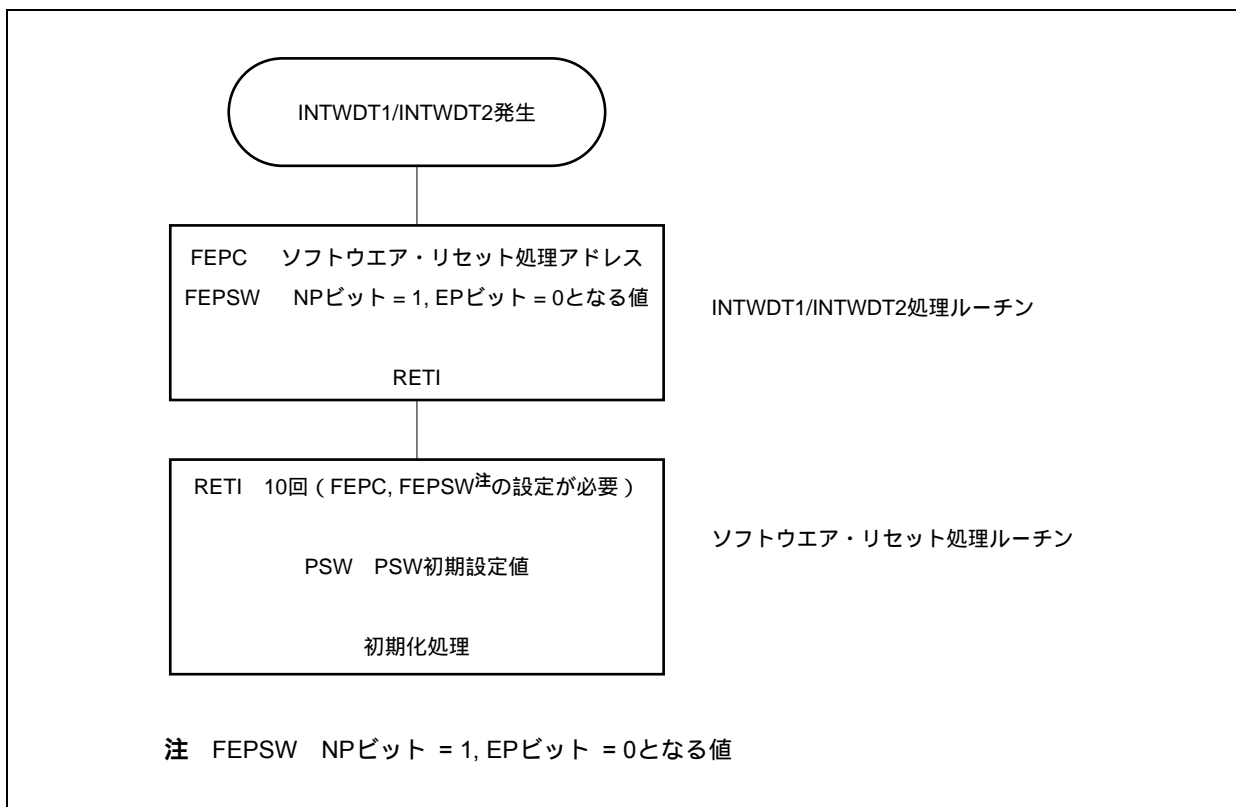 INTWDT1/INTWDT2発生
FEPC　ソフトウエア・リセット処理アドレス
FEPSW　NPビット = 1, EPビット = 0となる値
RETI
INTWDT1/INTWDT2処理ルーチン
RETI　10回（FEPC, FEPSW注の設定が必要）
PSW　PSW初期設定値
初期化処理
ソフトウエア・リセット処理ルーチン
注　FEPSW　NPビット = 1, EPビット = 0となる値